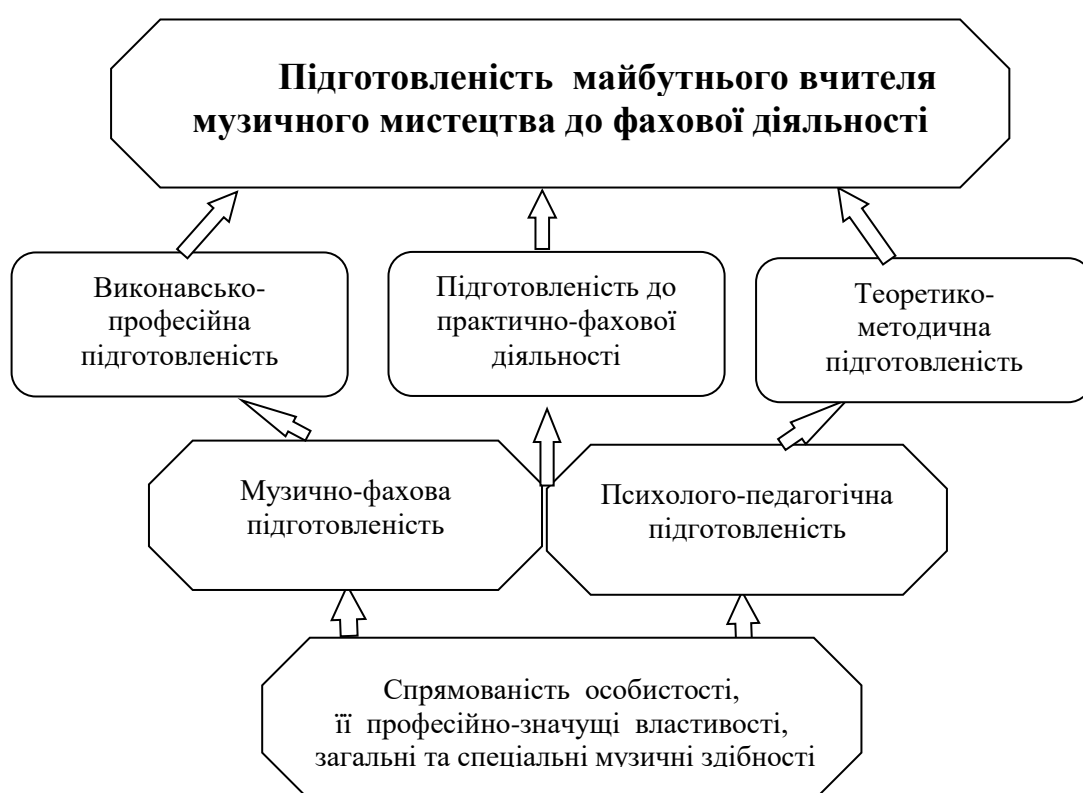 Підготовленість майбутнього вчителя
музичного мистецтва до фахової діяльності
Виконавсько-
професійна
підготовленість
Підготовленість до
практично-фахової
діяльності
Теоретико-
методична
підготовленість
Музично-фахова
підготовленість
Психолого-педагогічна
підготовленість
Спрямованість особистості,
її професійно-значущі властивості,
загальні та спеціальні музичні здібності